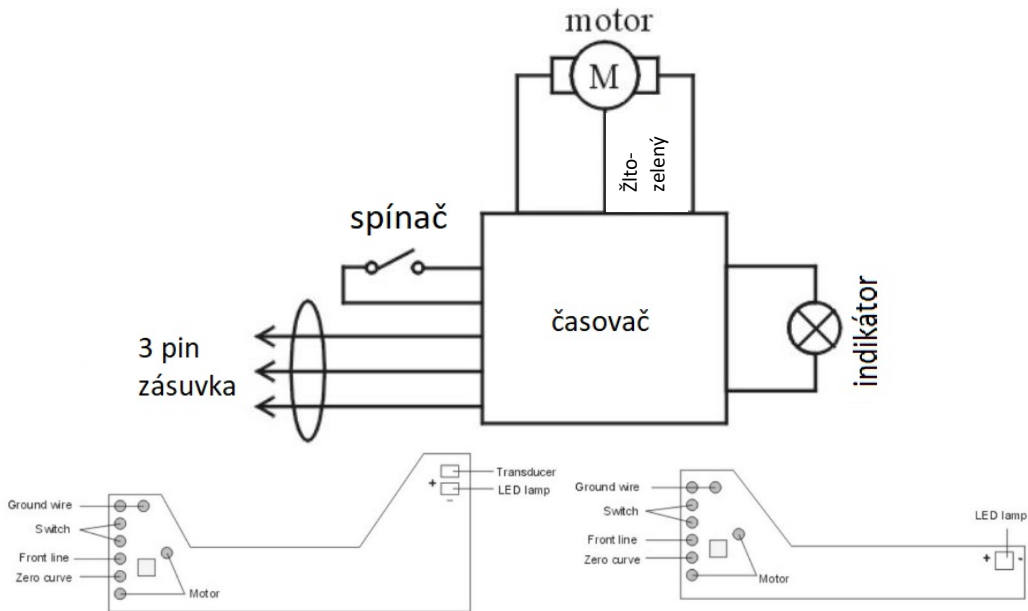 motor
M
Žlto-
zelený
spínač
časovač
3 pin
zásuvka
indikátor
Ground wire
Switch
Front line
Zero curve
Motor
Transducer
+
LED lamp
-
Ground wire
Switch
Front line
Zero curve
Motor
LED lamp
+ -